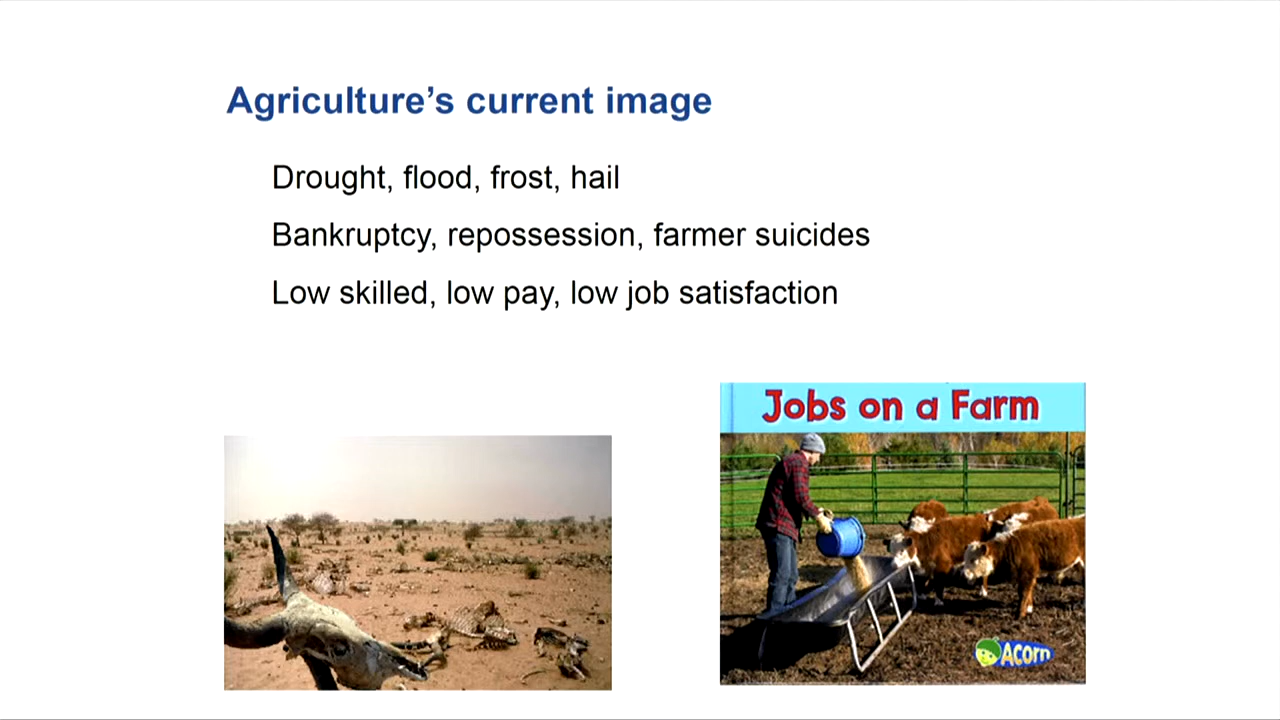 Agriculture’s current image
Drought, flood, frost, hail
Bankruptcy, repossession, farmer suicides
Low skilled, low pay, low job satisfaction
Jobs on a Farm
Acorn